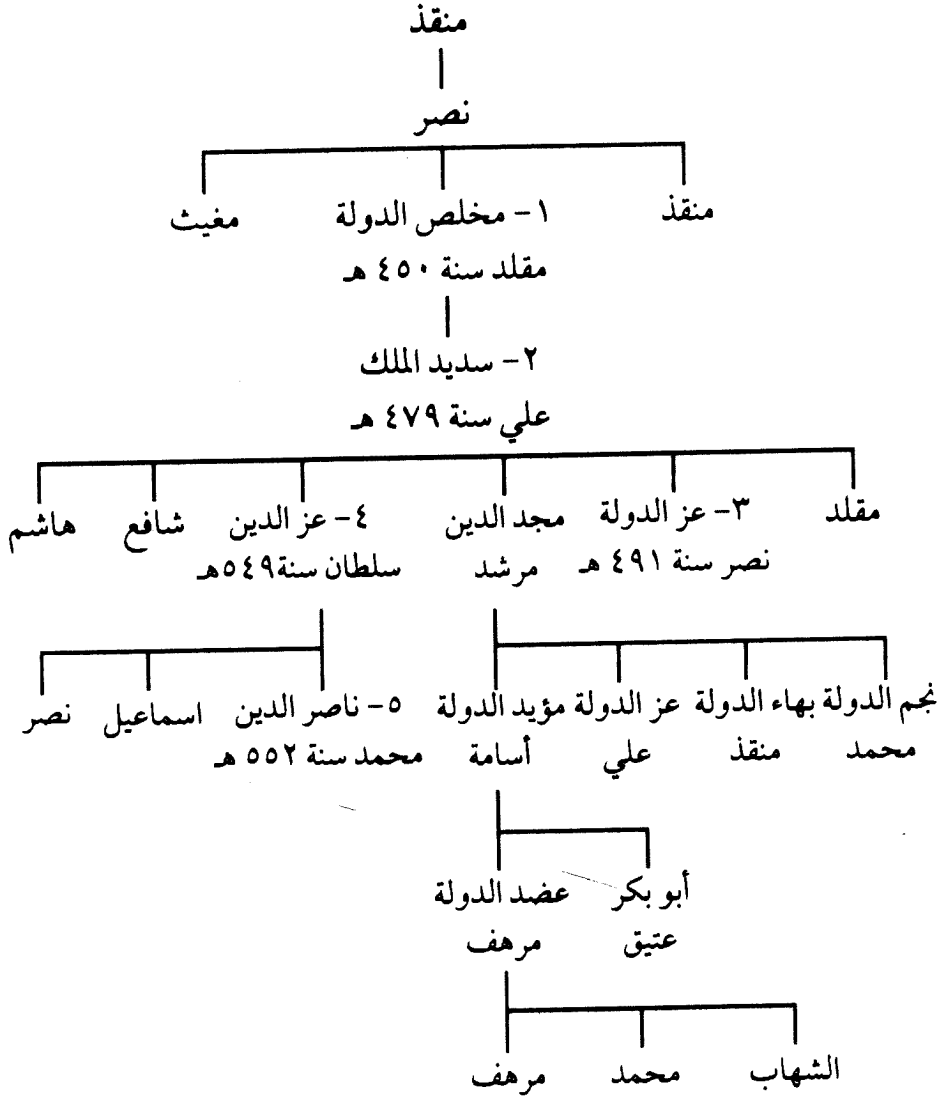 منقذ
نصر
منقذ ١- مخلص الدولة مغيث
مقلد سنة ٤٥٠ هـ
٢- سديد الملك
علي سنة ٤٧٩ هـ
مقلد ٣- عز الدولة مجد الدين ٤- عز الدين شافع هاشم
نصر سنة ٤٩١ هـ مرشد سلطان سنة ٥٤٩هـ
نجم الدولة بهاء الدولة عز الدولة مؤيد الدولة ٥- ناصر الدين اسماعيل نصر
محمد منقذ علي أسامة محمد سنة ٥٥٢ هـ
أبو بكر عضد الدولة
عتيق مرهف
الشهاب محمد مرهف